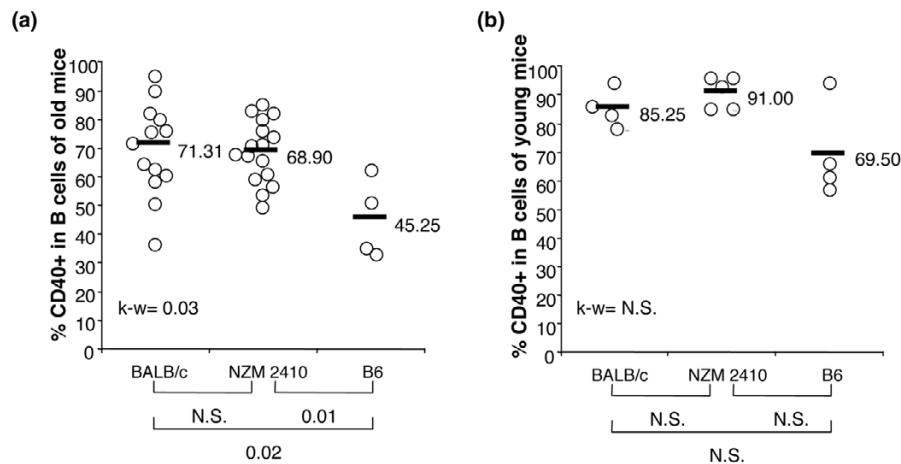 (a)
% CD40+ in B cells of old mice
100
90
80
70
60
50
40
30
20
10
0
71.31
68.90
45.25
k-w= 0.03
BALB/c NZM 2410 B6
N.S. 0.01
0.02
(b)
% CD40+ in B cells of young mice
100
90
80
70
60
50
40
30
20
10
0
85.25
91.00
69.50
k-w= N.S.
BALB/c NZM 2410 B6
N.S. N.S.
N.S.